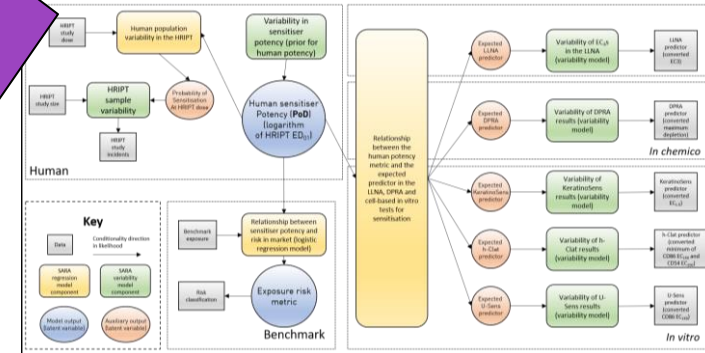 HRIPT
study
dose
Human population
variability in the HRIPT
Variability in
sensitiser
potency (prior for
human potency)
HRIPT
study size
HRIPT
sample
variability
Probability of
Sensitisation
At HRIPT dose
Human sensitiser
Potency (PoD)
(logarithm
of HRIPT ED01)
HRIPT
study
incidents
Human
Key
Data
Conditionality direction
in likelihood
SARA
regression
model
component
SARA
variability
model
component
Model output
(latent variable)
Auxiliary output
(latent variable)
Benchmark
exposure
Relationship between
sensitiser potency and
risk in market (logistic
regression model)
Risk
classification
Exposure risk
metric
Benchmark
Relationship
between the
human potency
metric and the
expected
predictor in the
LLNA, DPRA and
cell-based in vitro
tests for
sensitisation
Expected
LLNA
predictor
Variability of EC3s
in the LLNA
(variability model)
LLNA
predictor
(converted
EC3)
Expected
DPRA
predictor
Variability of DPRA
results (variability
model)
DPRA
predictor
(converted
maximum
depletion)
In chemico
Expected
KeratinoSens
predictor
Variability of
KeratinoSens
results (variability
model)
KeratinoSens
predictor
(converted
Expected
h-Clat
predictor
Variability of h-
Clat results
(variability model)
h-Clat predictor
(converted
minimum of
CD86 EC150 and
CD54 EC200)
Expected
U-Sens
predictor
Variability of U-
Sens results
(variability model)
U-Sens
predictor
(converted
CD86 EC150)
In vitro